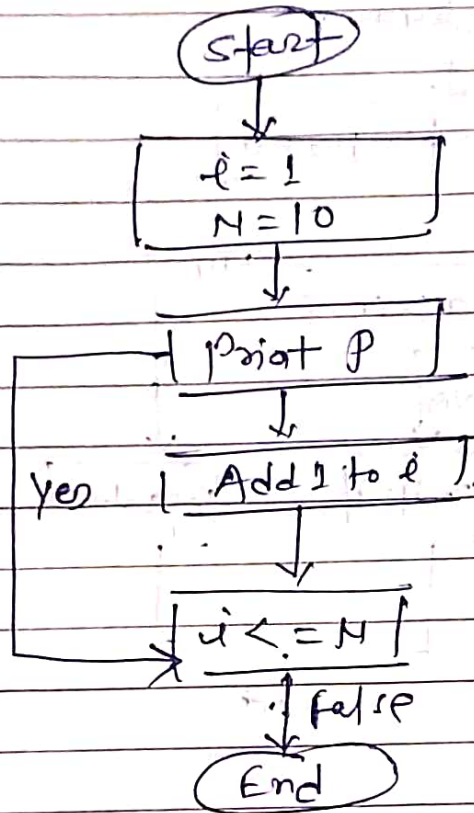 Start
i = 1
N = 10
Print P
Add 1 to i
Yes
i <= N
false
End